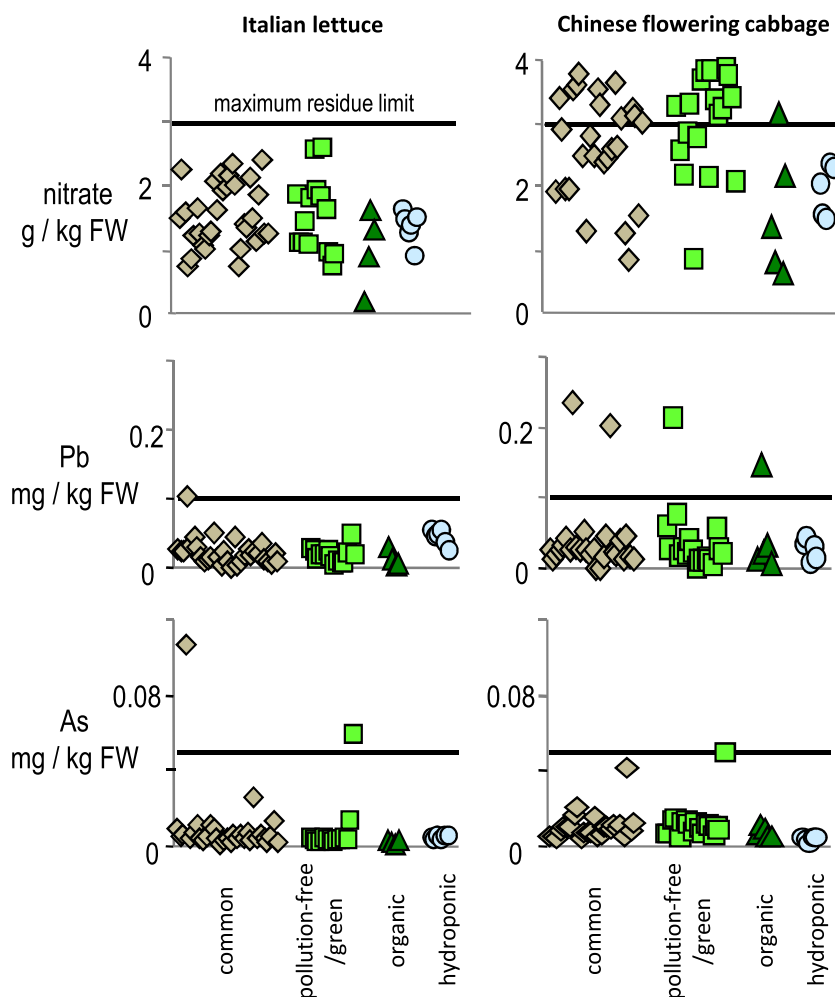 Italian lettuce
Chinese flowering cabbage
4
maximum residue limit
2
0
nitrate
g / kg FW
4
3
2
1
0
0.2
0
Pb
mg / kg FW
0.2
0
0.08
0
As
mg / kg FW
0.08
0
common
pollution-free
/green
organic
hydroponic
common
pollution-free
/green
organic
hydroponic